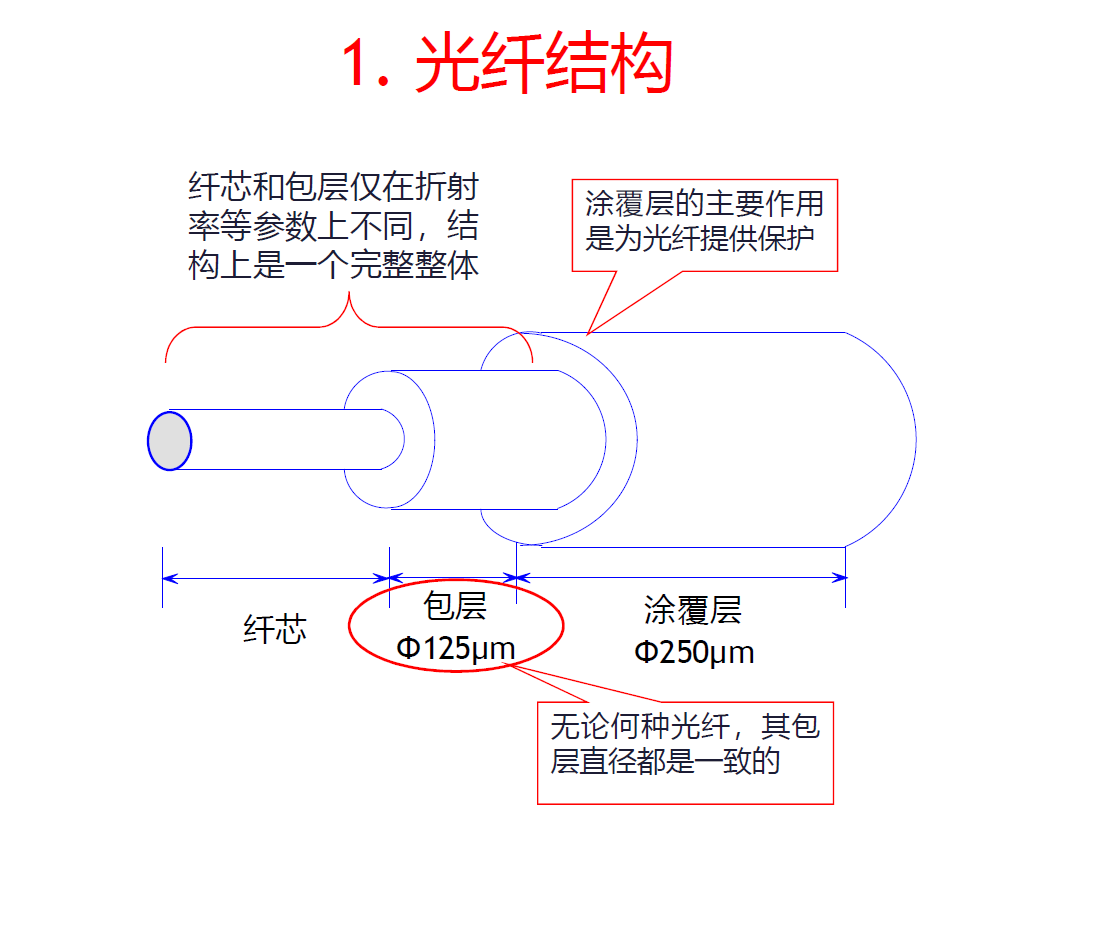 1. 光纤结构
纤芯和包层仅在折射
率等参数上不同，结
构上是一个完整整体
涂覆层的主要作用
是为光纤提供保护
纤芯
包层
Φ125μm
涂覆层
Φ250μm
无论何种光纤，其包
层直径都是一致的